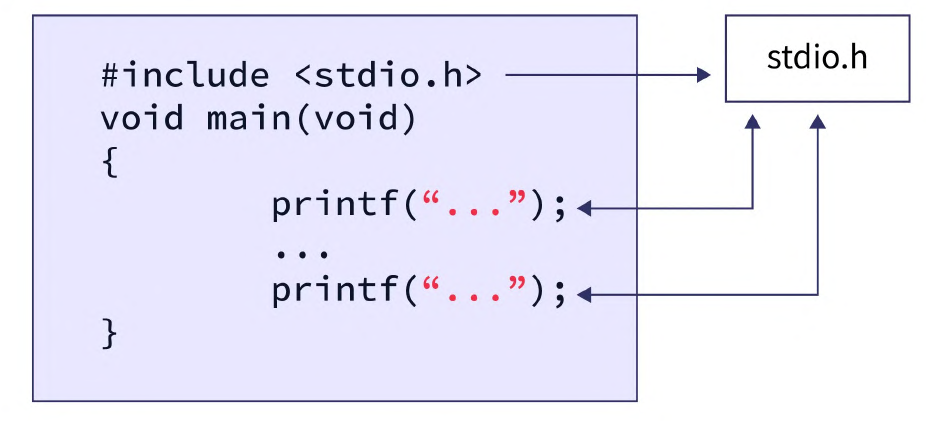 #include <stdio.h>
void main(void)
{
printf(“...”);
...
printf(“...”);
}
stdio.h